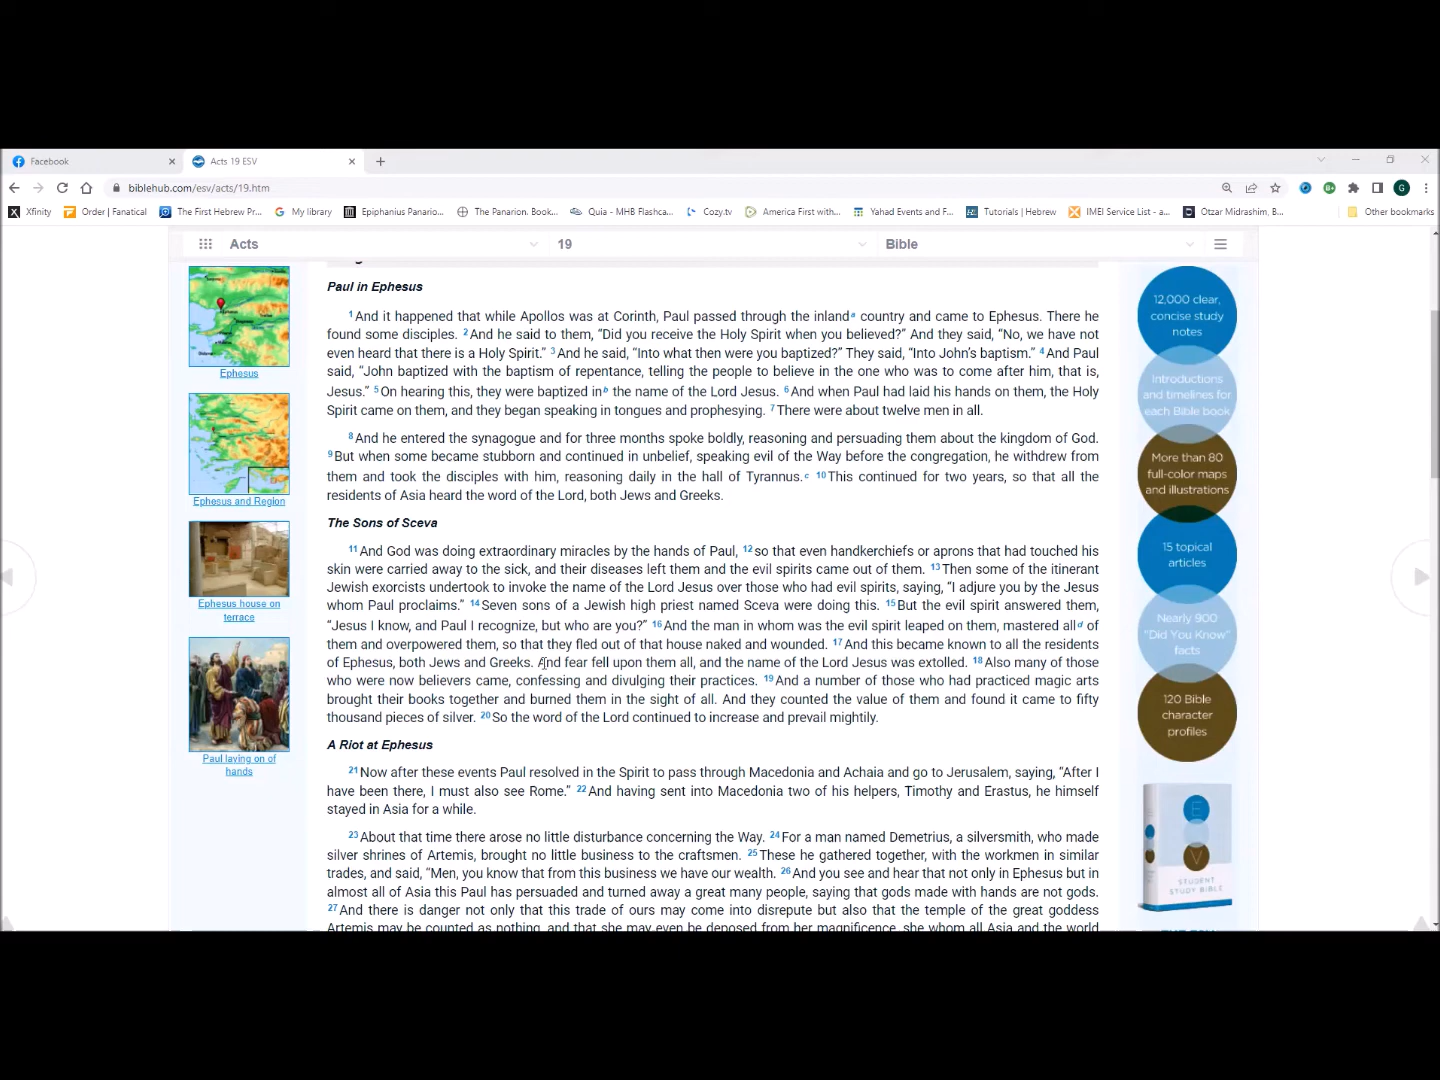 Facebook
Acts 19 ESV
biblehub.com/esv/acts/19.htm
G
Xfinity
Order | Fanatical
The First Hebrew Pr...
My library
Epiphanius Panario...
The Panarion. Book...
Quia - MHB Flashca...
Cozy.tv
America First with...
Yahad Events and F...
Tutorials | Hebrew
IMEI Service List - a...
Otzar Midrashim, B...
Other bookmarks
Acts
19
Bible
Ephesus
Ephesus and Region
Ephesus house on
terrace
Paul laying on of
hands
Paul in Ephesus
1And it happened that while Apollos was at Corinth, Paul passed through the inlanda country and came to Ephesus. There he
found some disciples. 2And he said to them, “Did you receive the Holy Spirit when you believed?” And they said, “No, we have not
even heard that there is a Holy Spirit.” 3And he said, “Into what then were you baptized?” They said, “Into John’s baptism.” 4And Paul
said, “John baptized with the baptism of repentance, telling the people to believe in the one who was to come after him, that is,
Jesus.” 5On hearing this, they were baptized inb the name of the Lord Jesus. 6And when Paul had laid his hands on them, the Holy
Spirit came on them, and they began speaking in tongues and prophesying. 7There were about twelve men in all.
8And he entered the synagogue and for three months spoke boldly, reasoning and persuading them about the kingdom of God.
9But when some became stubborn and continued in unbelief, speaking evil of the Way before the congregation, he withdrew from
them and took the disciples with him, reasoning daily in the hall of Tyrannus.c 10This continued for two years, so that all the
residents of Asia heard the word of the Lord, both Jews and Greeks.
The Sons of Sceva
11And God was doing extraordinary miracles by the hands of Paul, 12so that even handkerchiefs or aprons that had touched his
skin were carried away to the sick, and their diseases left them and the evil spirits came out of them. 13Then some of the itinerant
Jewish exorcists undertook to invoke the name of the Lord Jesus over those who had evil spirits, saying, “I adjure you by the Jesus
whom Paul proclaims.” 14Seven sons of a Jewish high priest named Sceva were doing this. 15But the evil spirit answered them,
“Jesus I know, and Paul I recognize, but who are you?” 16And the man in whom was the evil spirit leaped on them, mastered alld of
them and overpowered them, so that they fled out of that house naked and wounded. 17And this became known to all the residents
of Ephesus, both Jews and Greeks. And fear fell upon them all, and the name of the Lord Jesus was extolled. 18Also many of those
who were now believers came, confessing and divulging their practices. 19And a number of those who had practiced magic arts
brought their books together and burned them in the sight of all. And they counted the value of them and found it came to fifty
thousand pieces of silver. 20So the word of the Lord continued to increase and prevail mightily.
A Riot at Ephesus
21Now after these events Paul resolved in the Spirit to pass through Macedonia and Achaia and go to Jerusalem, saying, “After I
have been there, I must also see Rome.” 22And having sent into Macedonia two of his helpers, Timothy and Erastus, he himself
stayed in Asia for a while.
23About that time there arose no little disturbance concerning the Way. 24For a man named Demetrius, a silversmith, who made
silver shrines of Artemis, brought no little business to the craftsmen. 25These he gathered together, with the workmen in similar
trades, and said, “Men, you know that from this business we have our wealth. 26And you see and hear that not only in Ephesus but in
almost all of Asia this Paul has persuaded and turned away a great many people, saying that gods made with hands are not gods.
27And there is danger not only that this trade of ours may come into disrepute but also that the temple of the great goddess
Artemis may be counted as nothing, and that she may even be deposed from her magnificence, she whom all Asia and the world
12,000 clear,
concise study
notes
Introductions
and timelines for
each Bible book
More than 80
full-color maps
and illustrations
15 topical
articles
Nearly 900
“Did You Know”
facts
120 Bible
character
profiles
E
V
STUDENT
STUDY BIBLE